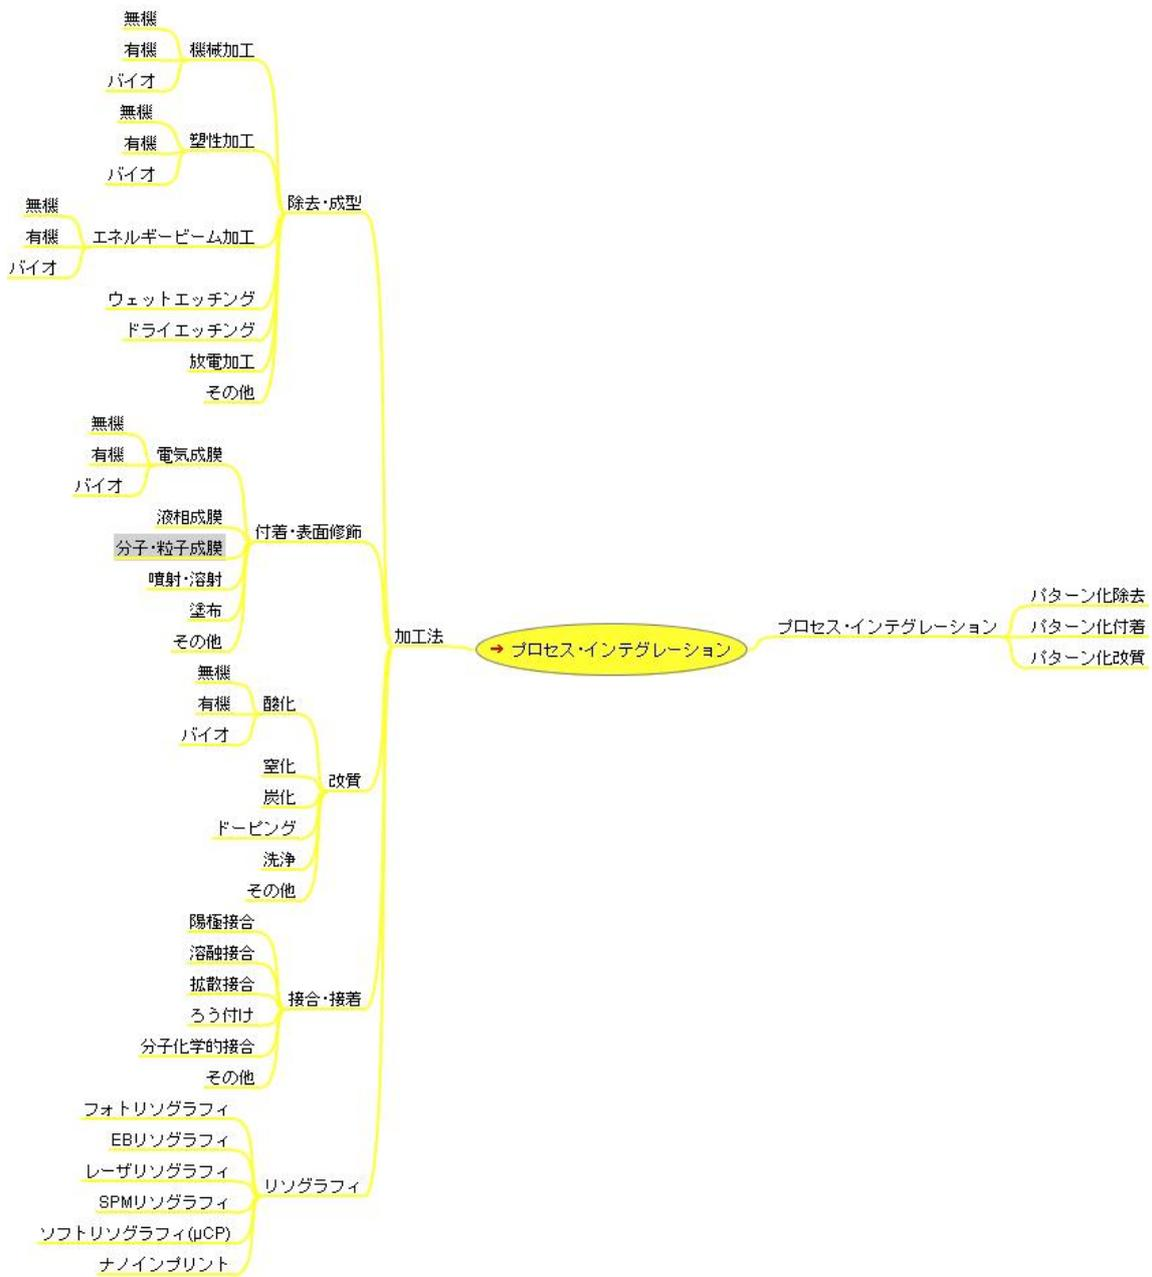 無機
有機
バイオ
機械加工
無機
有機
バイオ
塑性加工
無機
有機
バイオ
エネルギービーム加工
ウェットエッチング
ドライエッチング
放電加工
その他
除去・成型
無機
有機
バイオ
電気成膜
液相成膜
分子・粒子成膜
噴射・溶射
塗布
その他
付着・表面修飾
無機
有機
バイオ
酸化
窒化
炭化
ドーピング
洗浄
その他
改質
陽極接合
溶融接合
拡散接合
ろう付け
分子化学的接合
その他
接合・接着
フォトリソグラフィ
EBリソグラフィ
レーザリソグラフィ
SPMリソグラフィ
ソフトリソグラフィ(μCP)
ナノインプリント
リソグラフィ
加工法
プロセス・インテグレーション
プロセス・インテグレーション
パターン化除去
パターン化付着
パターン化改質